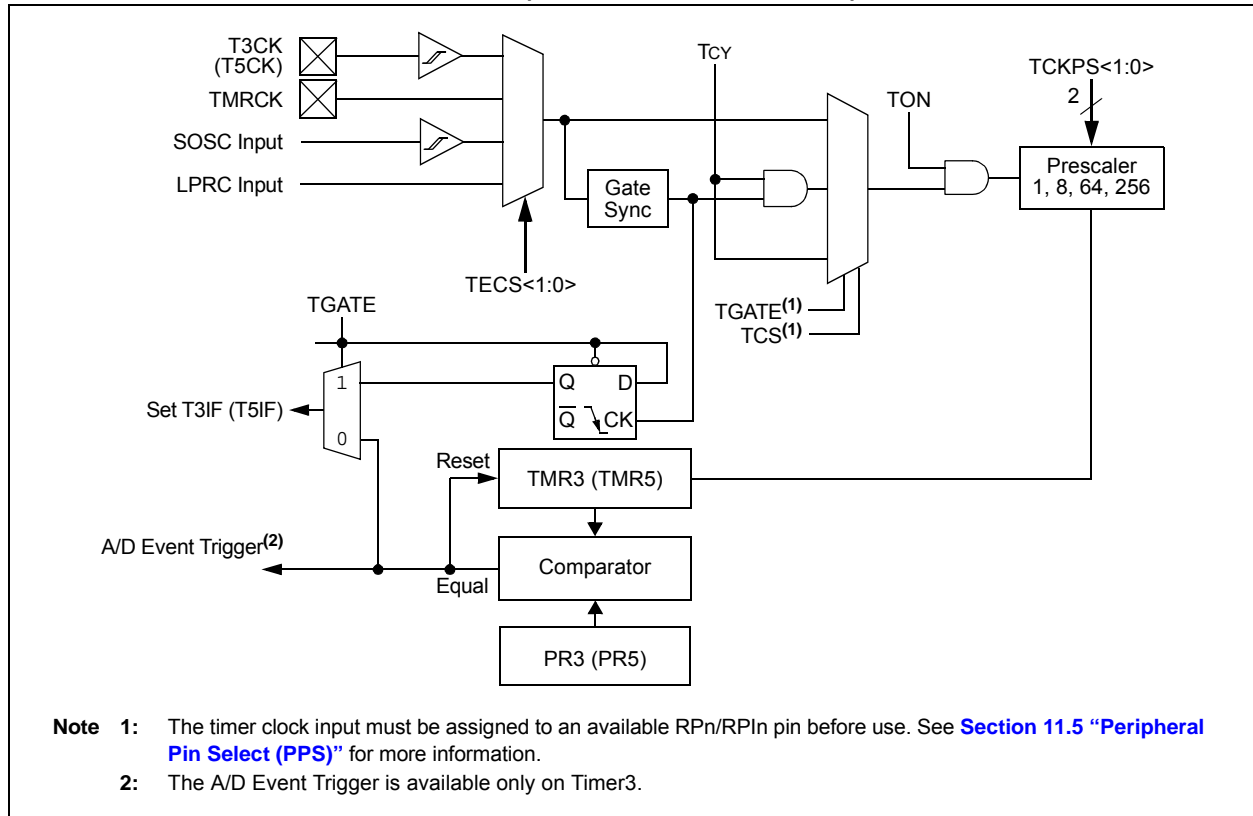 T3CK
(T5CK)
TMRCK
SOSC Input
LPRC Input
TECS<1:0>
Gate
Sync
TCY
TGATE(1)
TCS(1)
TON
TCKPS<1:0>
2
Prescaler
1, 8, 64, 256
TGATE
1
0
Set T3IF (T5IF)
Q
D
Q
CK
Reset
TMR3 (TMR5)
A/D Event Trigger(2)
Equal
Comparator
PR3 (PR5)
Note 1: The timer clock input must be assigned to an available RPn/RPIn pin before use. See Section 11.5 “Peripheral
Pin Select (PPS)” for more information.
2: The A/D Event Trigger is available only on Timer3.